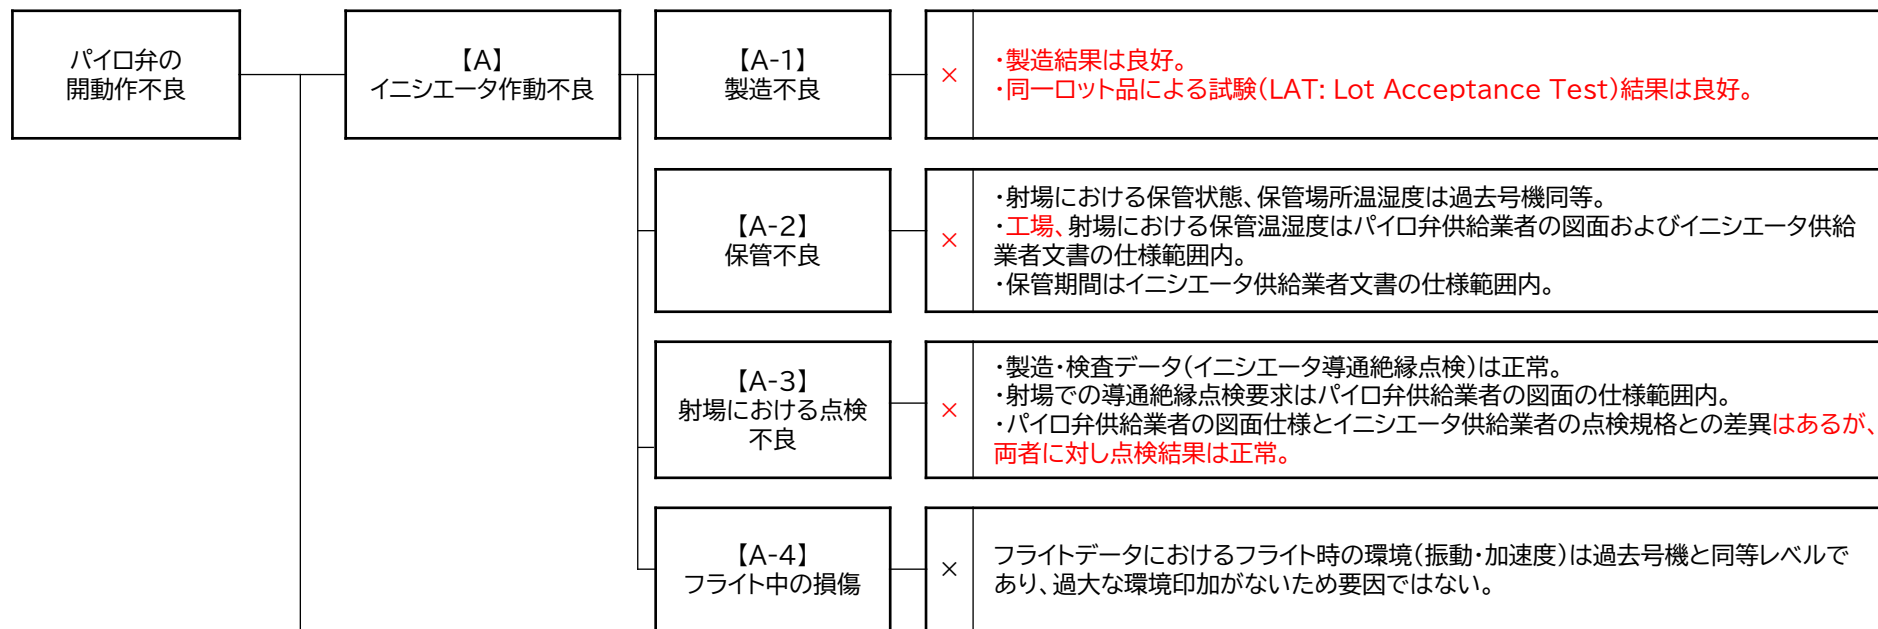 パイロ弁の
開動作不良
【A】
イニシエータ作動不良
【A-1】
製造不良
×
・製造結果は良好。
・同一ロット品による試験(LAT: Lot Acceptance Test)結果は良好。
【A-2】
保管不良
×
・射場における保管状態、保管場所温湿度は過去号機同等。
・工場、射場における保管温湿度はパイロ弁供給業者の図面およびイニシエータ供給
業者文書の仕様範囲内。
・保管期間はイニシエータ供給業者文書の仕様範囲内。
【A-3】
射場における点検
不良
×
・製造・検査データ(イニシエータ導通絶縁点検)は正常。
・射場での導通絶縁点検要求はパイロ弁供給業者の図面の仕様範囲内。
・パイロ弁供給業者の図面仕様とイニシエータ供給業者の点検規格との差異はあるが、
両者に対し点検結果は正常。
【A-4】
フライト中の損傷
×
フライトデータにおけるフライト時の環境(振動・加速度)は過去号機と同等レベルで
あり、過大な環境印加がないため要因ではない。